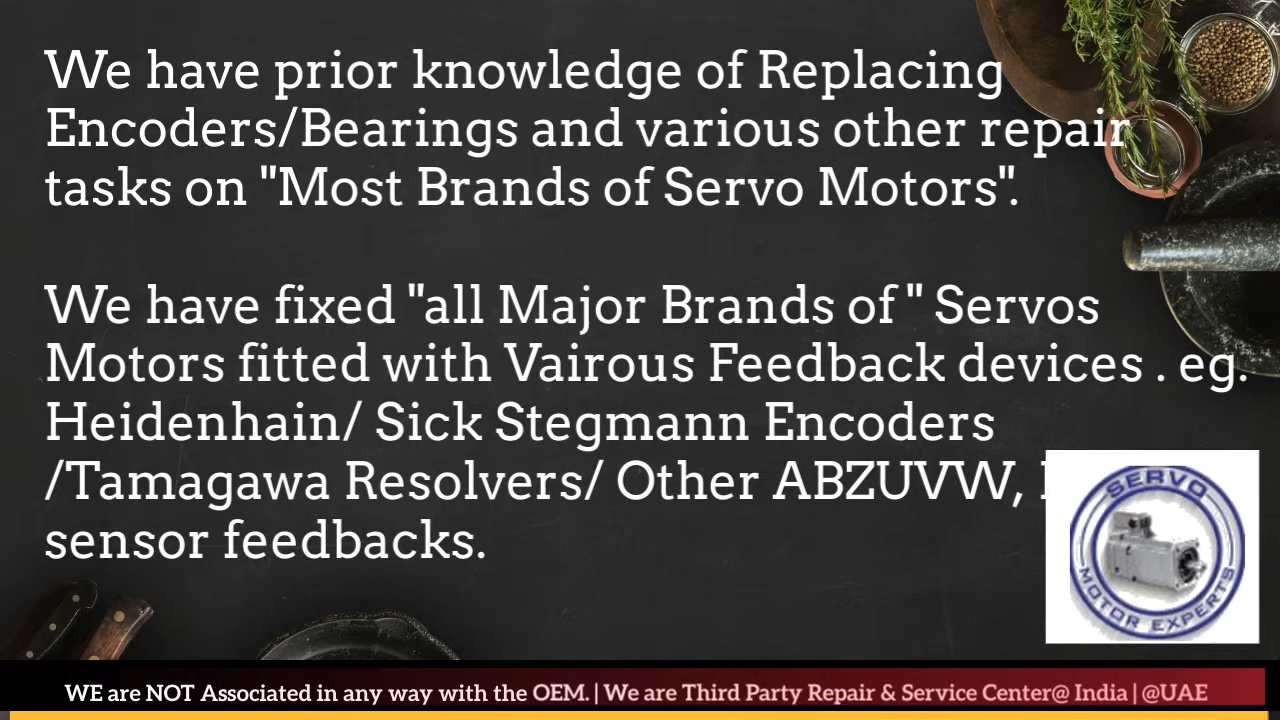 We have prior knowledge of Replacing
Encoders/Bearings and various other repair
tasks on "Most Brands of Servo Motors".
We have fixed "all Major Brands of " Servos
Motors fitted with Vairous Feedback devices . eg.
Heidenhain/ Sick Stegmann Encoders
/Tamagawa Resolvers/ Other ABZUVW,
sensor feedbacks.
SERVO
MOTOR EXPERTS
WE are NOT Associated in any way with the OEM. | We are Third Party Repair & Service Center@ India | @UAE